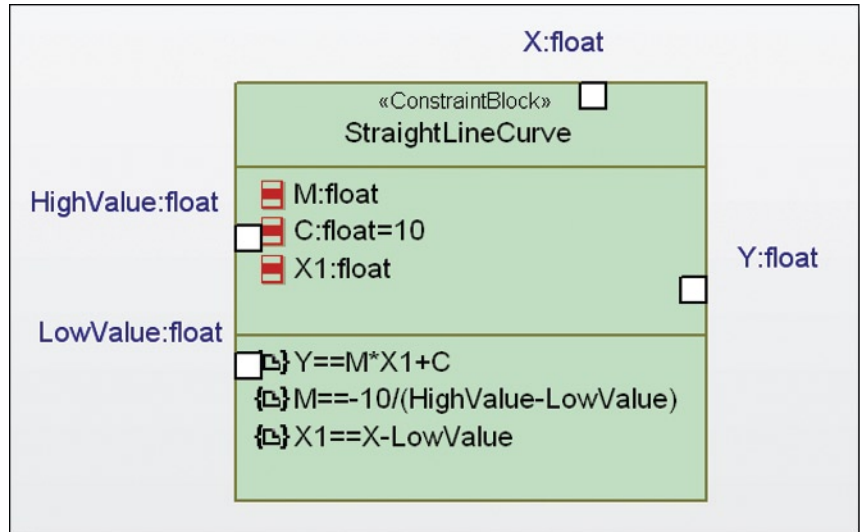 X:float
«ConstraintBlock»
StraightLineCurve
HighValue:float
M:float
C:float=10
X1:float
Y:float
LowValue:float
Y==M*X1+C
M==-10/(HighValue-LowValue)
X1==X-LowValue